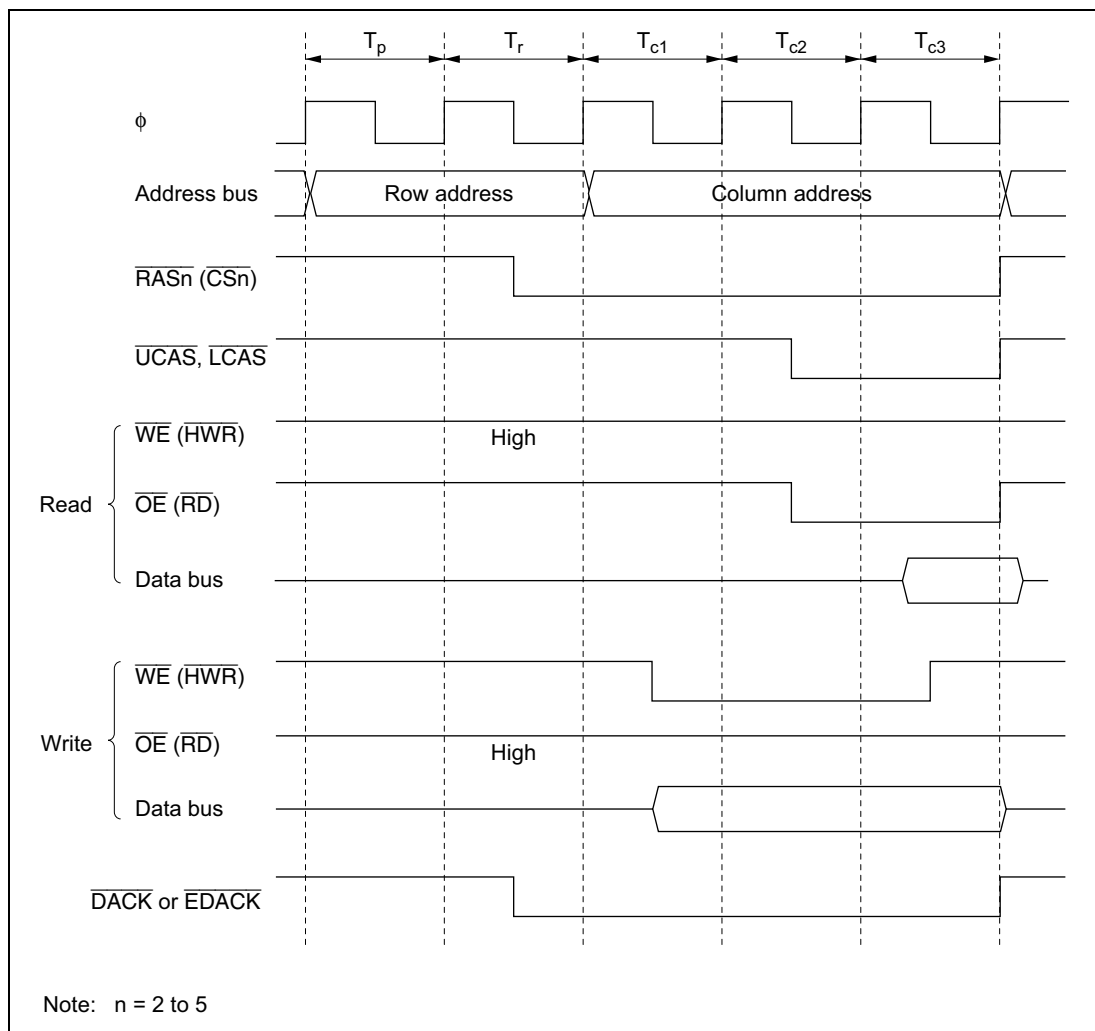 Tp Tr Tc1 Tc2 Tc3
ϕ
Address bus Row address Column address
RASn (CSn)
UCAS, LCAS
WE (HWR) High
Read OE (RD)
Data bus
WE (HWR)
Write OE (RD) High
Data bus
DACK or EDACK
Note: n = 2 to 5